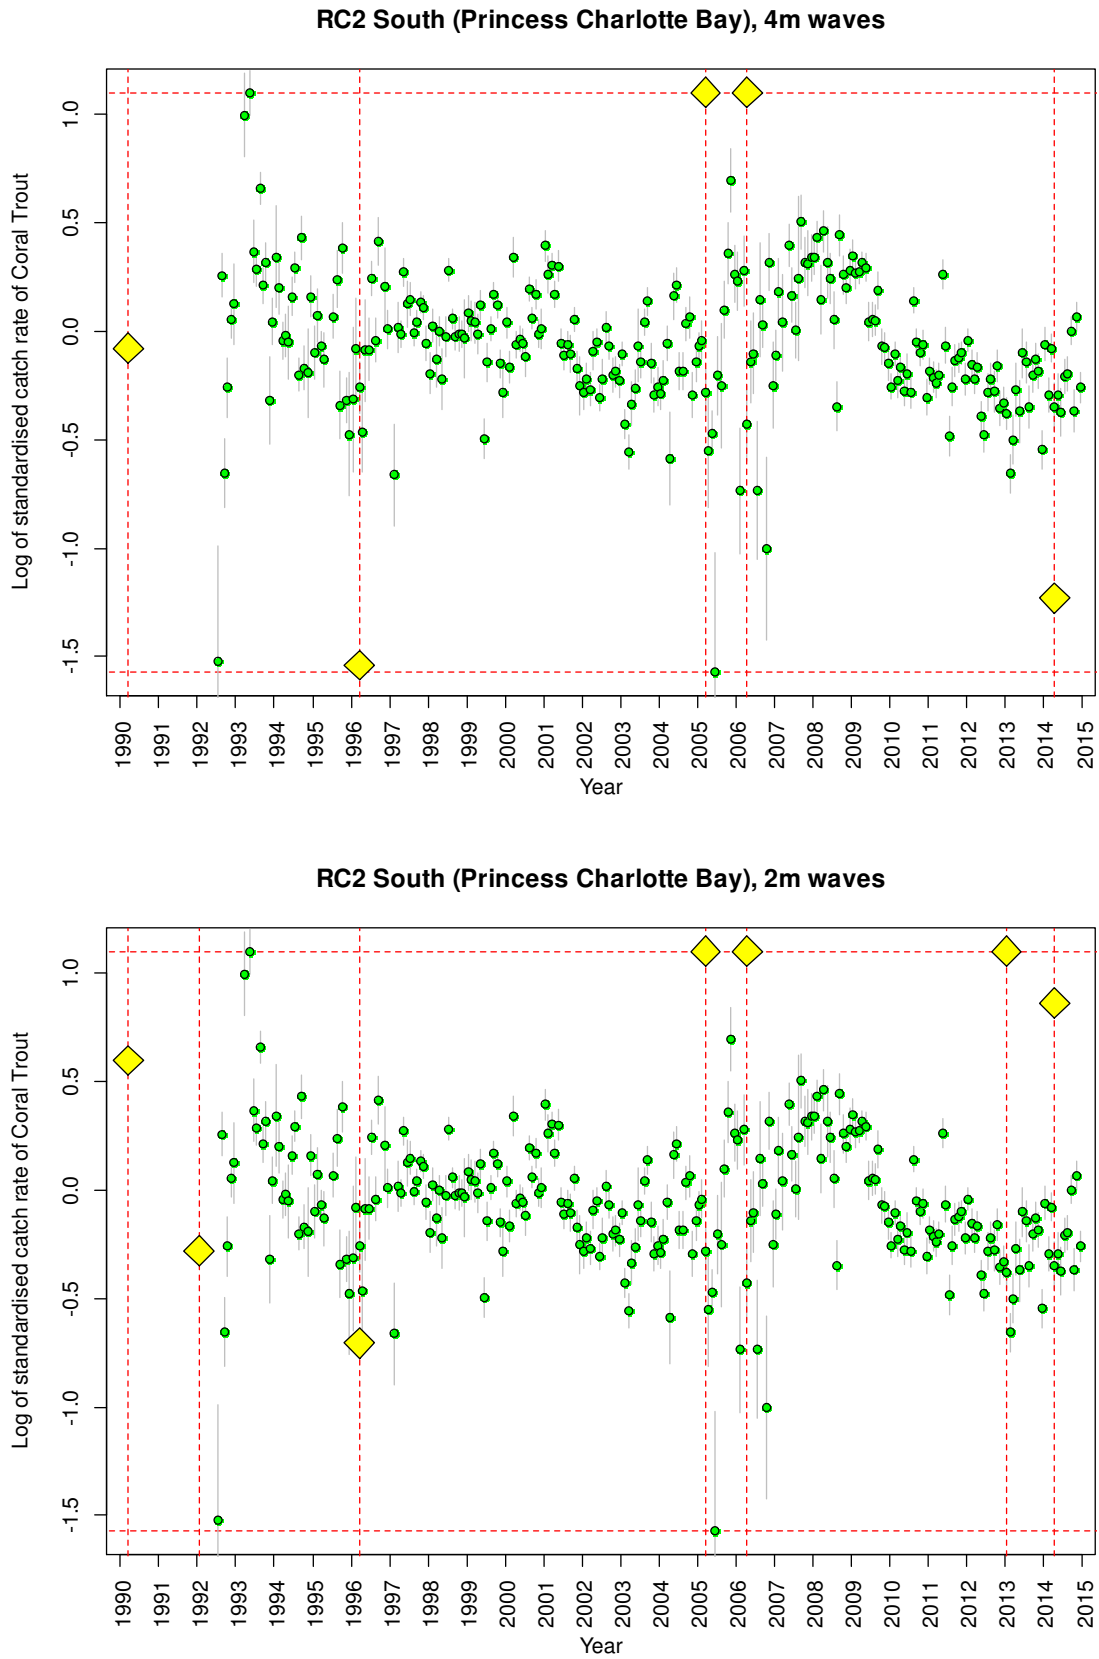 RC2 South (Princess Charlotte Bay), 4m waves
Log of standardised catch rate of Coral Trout
1.0
0.5
0.0
-0.5
-1.0
-1.5
1990 1991 1992 1993 1994 1995 1996 1997 1998 1999 2000 2001 2002 2003 2004 2005 2006 2007 2008 2009 2010 2011 2012 2013 2014 2015
Year
RC2 South (Princess Charlotte Bay), 2m waves
Log of standardised catch rate of Coral Trout
1.0
0.5
0.0
-0.5
-1.0
-1.5
1990 1991 1992 1993 1994 1995 1996 1997 1998 1999 2000 2001 2002 2003 2004 2005 2006 2007 2008 2009 2010 2011 2012 2013 2014 2015
Year